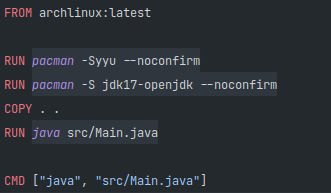 FROM archlinux:latest
RUN pacman -Syyu --noconfirm
RUN pacman -S jdk17-openjdk --noconfirm
COPY . .
RUN java src/Main.java
CMD ["java", "src/Main.java"]